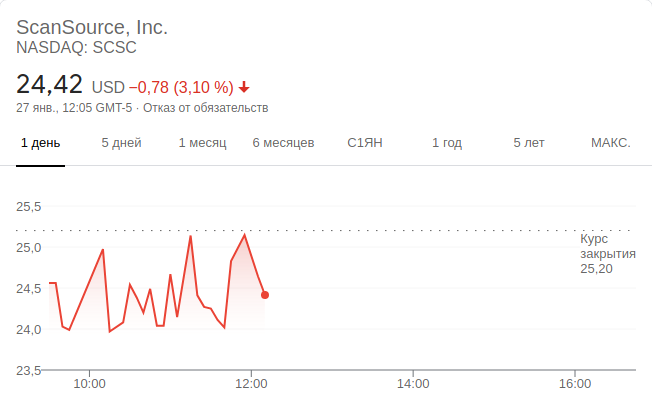 ScanSource, Inc.
NASDAQ: SCSC
24,42 USD −0,78 (3,10 %)
27 янв., 12:05 GMT-5 · Отказ от обязательств
1 день 5 дней 1 месяц 6 месяцев С1ЯН 1 год 5 лет МАКС.
25,5
25,0
24,5
24,0
23,5
Курс
закрытия
25,20
10:00 12:00 14:00 16:00